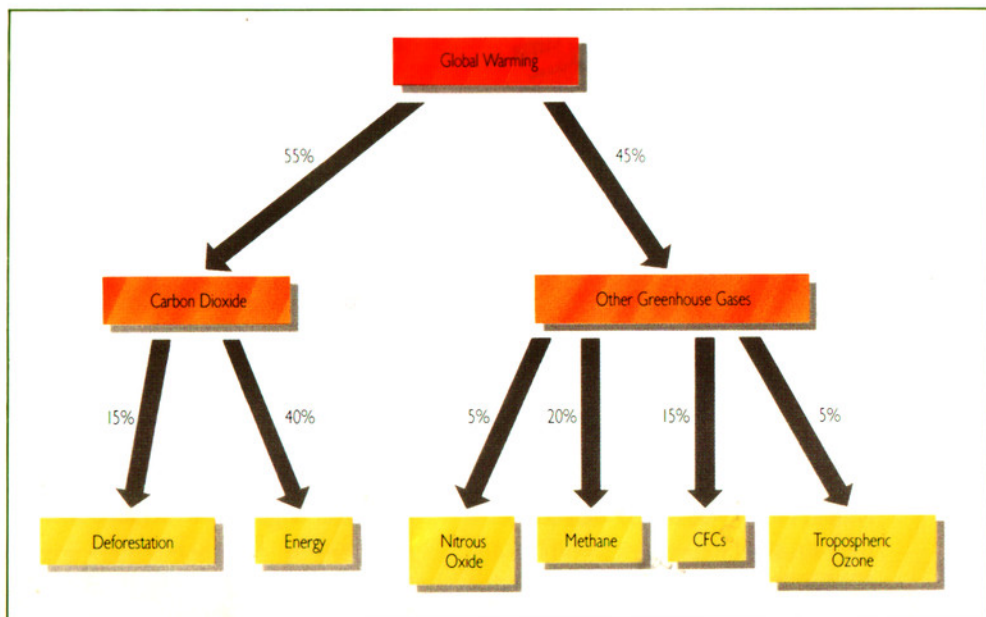 Global Warming
55%
45%
Carbon Dioxide
Other Greenhouse Gases
15%
40%
5%
20%
15%
5%
Deforestation
Energy
Nitrous
Oxide
Methane
CFCs
Tropospheric
Ozone